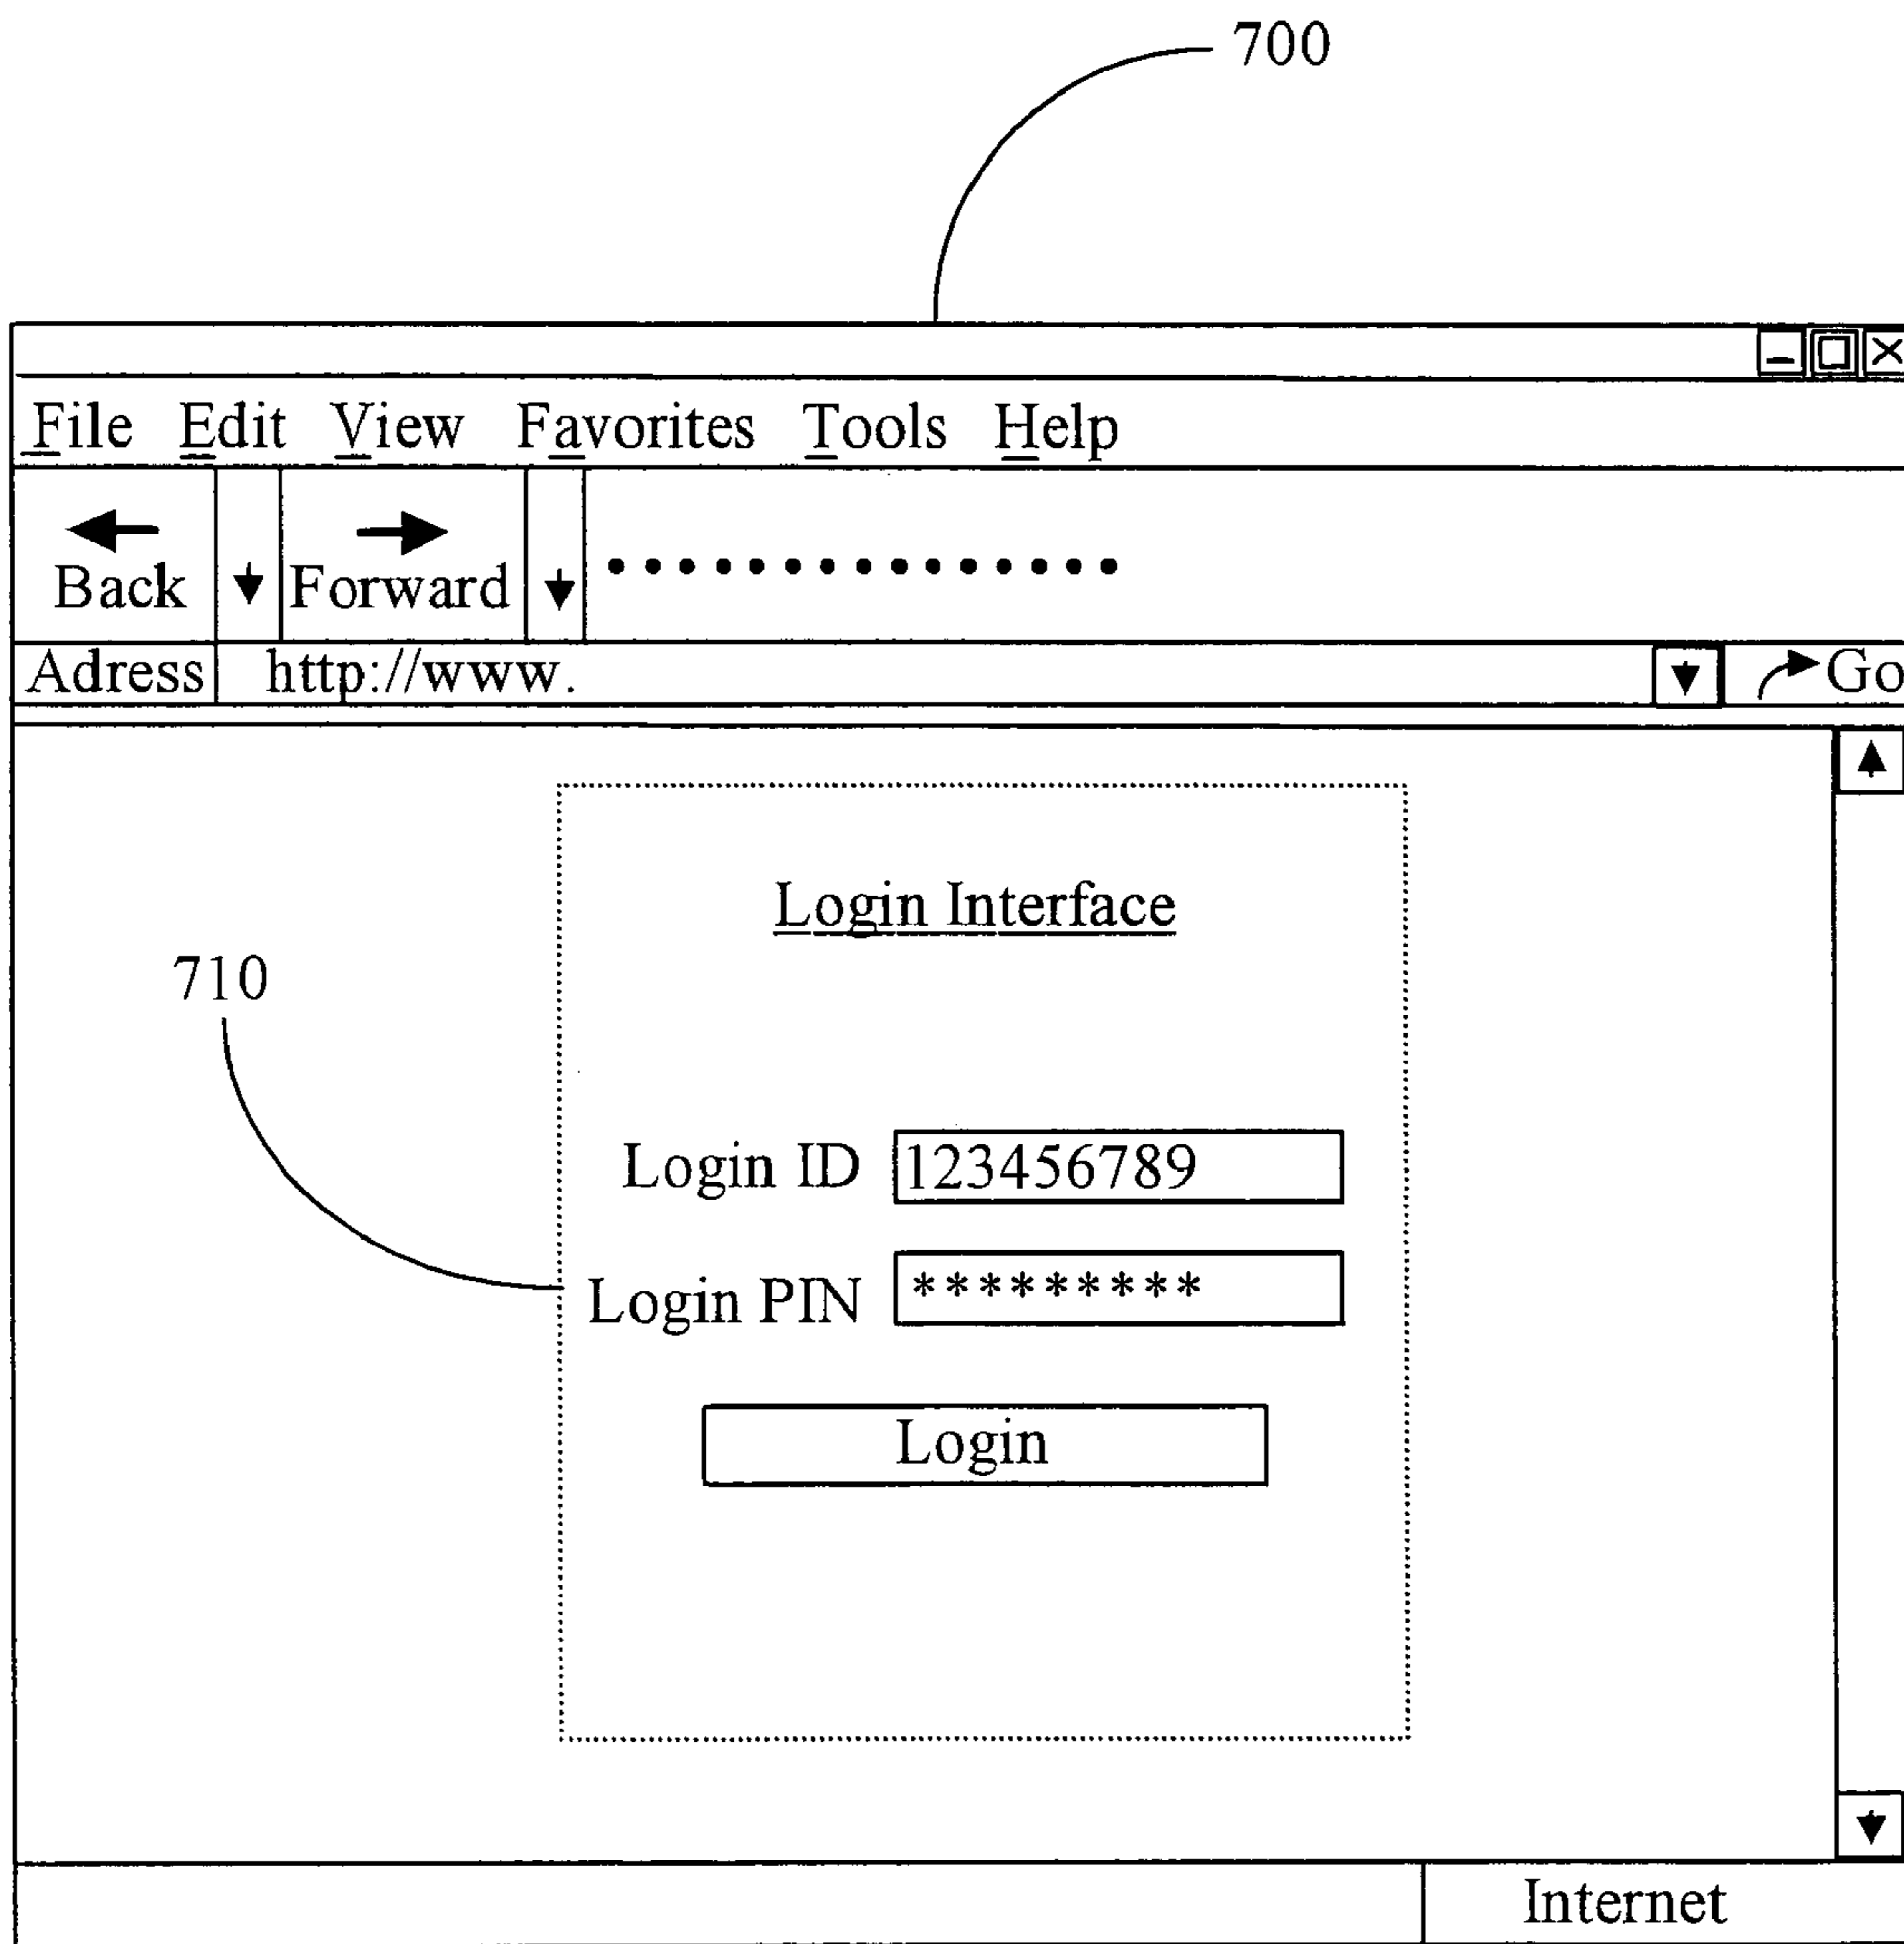 700
File Edit View Favorites Tools Help
Back Forward
Adress http://www. Go
Login Interface
710
Login ID 123456789
Login PIN *********
Login
Internet